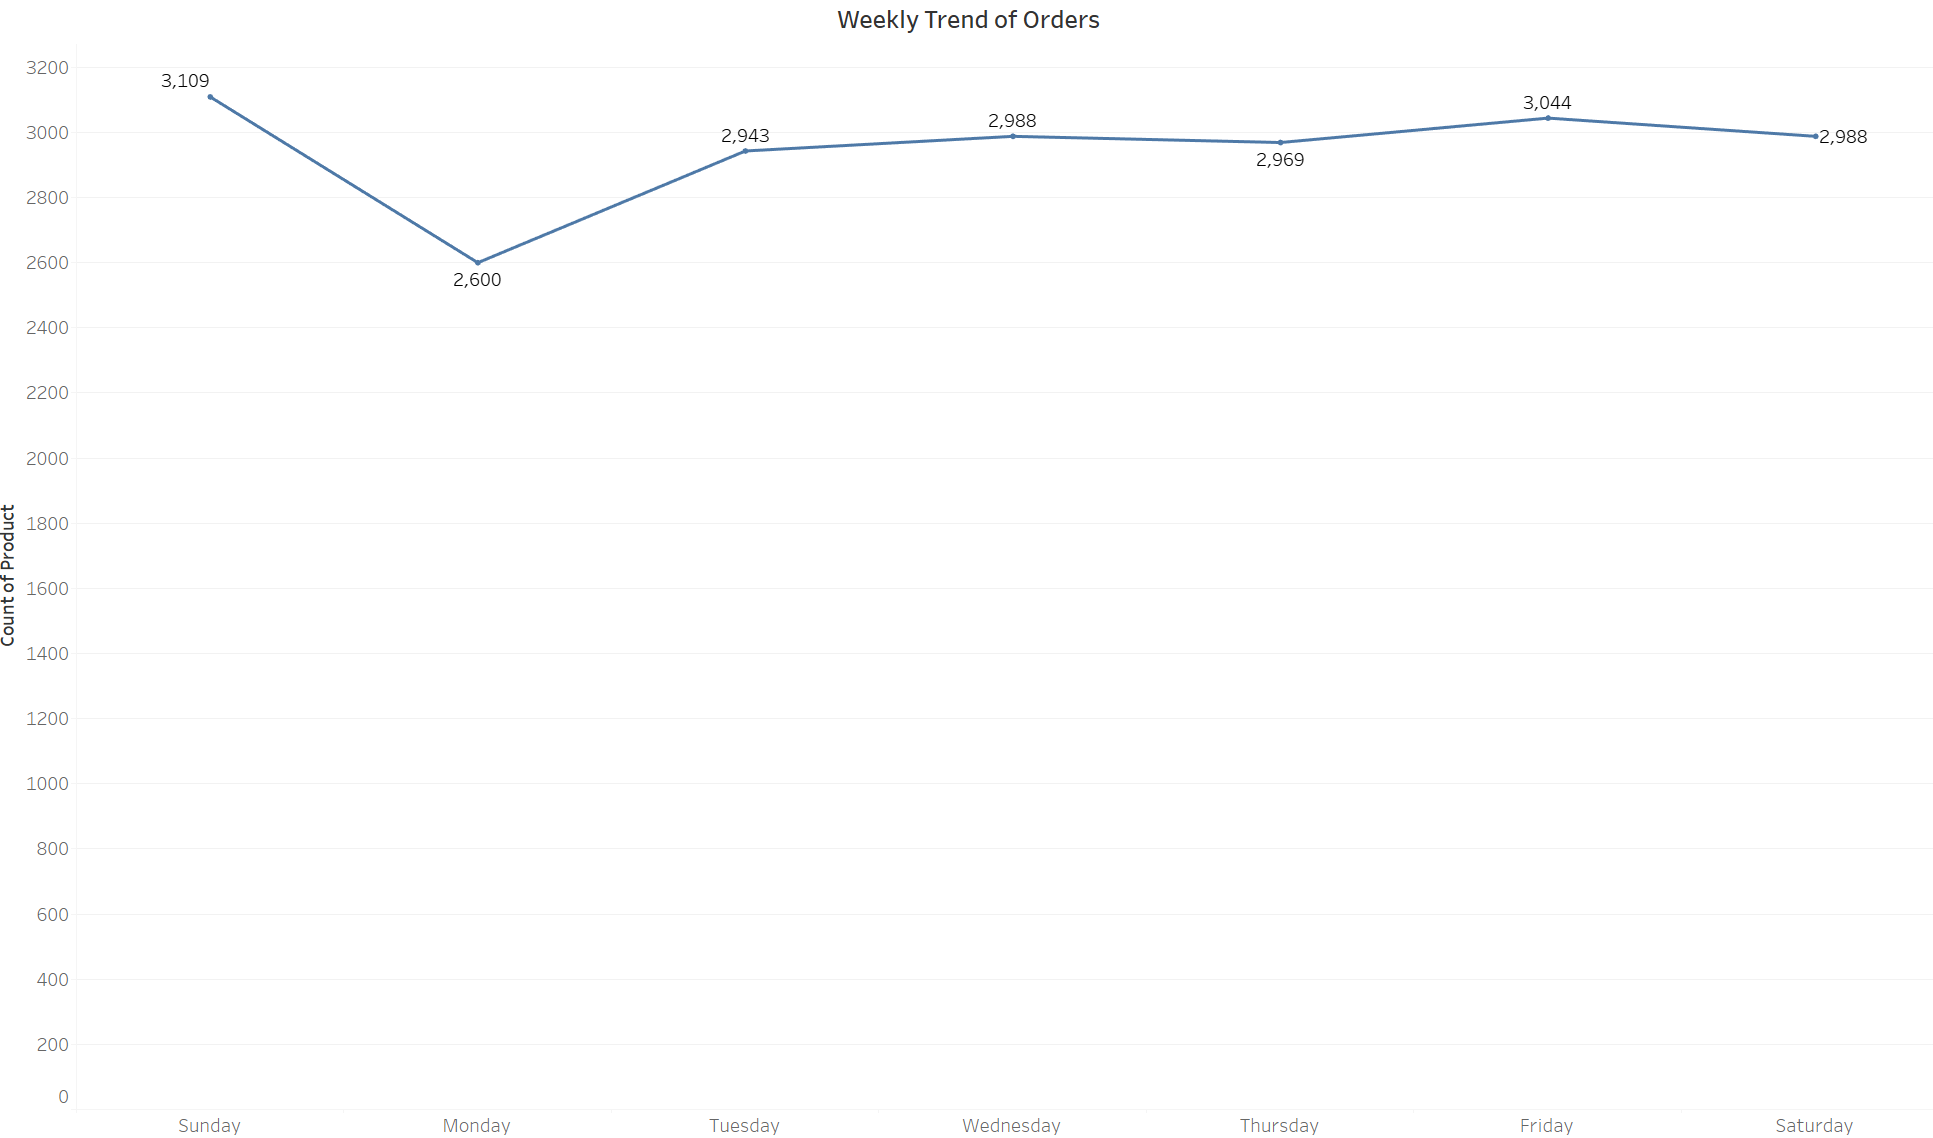 Weekly Trend of Orders
Count of Product
3200
3000
2800
2600
2400
2200
2000
1800
1600
1400
1200
1000
800
600
400
200
0
3,109
2,600
2,943
2,988
2,969
3,044
2,988
Sunday
Monday
Tuesday
Wednesday
Thursday
Friday
Saturday